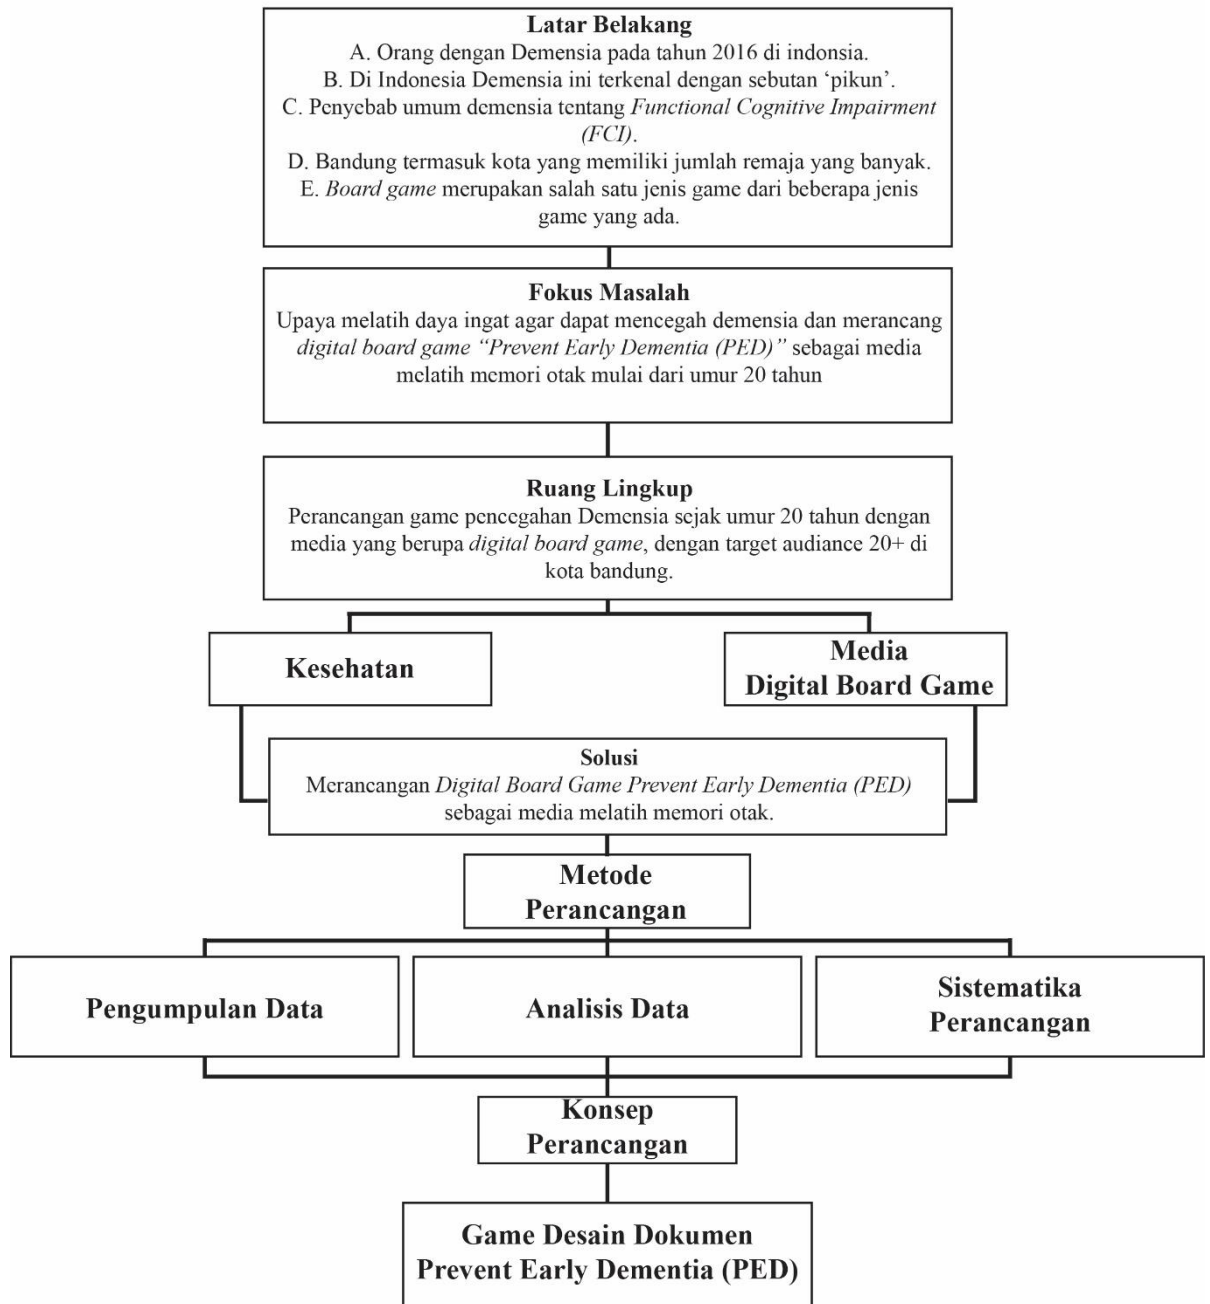 Latar Belakang
A. Orang dengan Demensia pada tahun 2016 di indonsia.
B. Di Indonesia Demensia ini terkenal dengan sebutan ‘pikun’.
C. Penyebab umum demensia tentang Functional Cognitive Impairment
(FCI).
D. Bandung termasuk kota yang memiliki jumlah remaja yang banyak.
E. Board game merupakan salah satu jenis game dari beberapa jenis
game yang ada.
Fokus Masalah
Upaya melatih daya ingat agar dapat mencegah demensia dan merancang
digital board game “Prevent Early Dementia (PED)” sebagai media
melatih memori otak mulai dari umur 20 tahun
Ruang Lingkup
Perancangan game pencegahan Demensia sejak umur 20 tahun dengan
media yang berupa digital board game, dengan target audiance 20+ di
kota bandung.
Kesehatan
Media
Digital Board Game
Solusi
Merancangan Digital Board Game Prevent Early Dementia (PED)
sebagai media melatih memori otak.
Metode
Perancangan
Pengumpulan Data
Analisis Data
Sistematika
Perancangan
Konsep
Perancangan
Game Desain Dokumen
Prevent Early Dementia (PED)